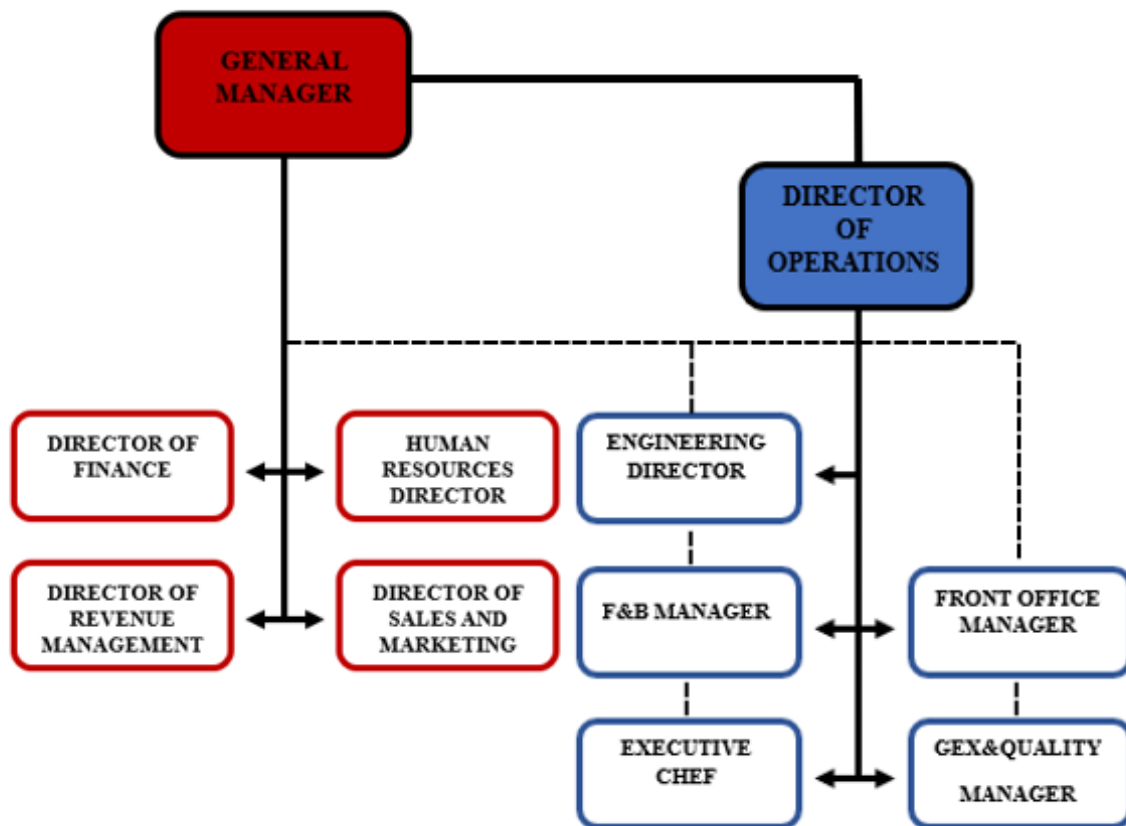 GENERAL
MANAGER
DIRECTOR
OF
OPERATIONS
DIRECTOR OF
FINANCE
HUMAN
RESOURCES
DIRECTOR
ENGINEERING
DIRECTOR
DIRECTOR OF
REVENUE
MANAGEMENT
DIRECTOR OF
SALES AND
MARKETING
F&B MANAGER
FRONT OFFICE
MANAGER
EXECUTIVE
CHEF
GEX&QUALITY
MANAGER